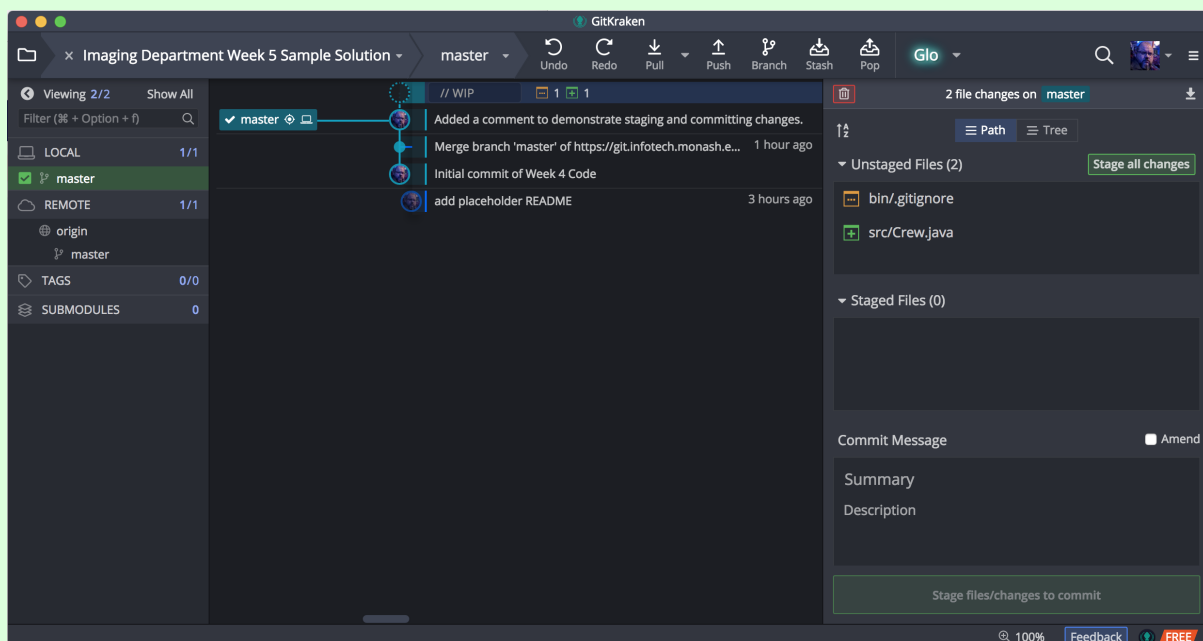 GitKraken
Imaging Department Week 5 Sample Solution
master
Undo
Redo
Pull
Push
Branch
Stash
Pop
Glo
Viewing 2/2
Show All
Filter (⌘ + Option + f)
LOCAL
1/1
master
REMOTE
1/1
origin
master
TAGS
0/0
SUBMODULES
0
// WIP
1
1
master
Added a comment to demonstrate staging and committing changes.
Merge branch 'master' of https://git.infotech.monash.e...
1 hour ago
Initial commit of Week 4 Code
add placeholder README
3 hours ago
2 file changes on master
Path
Tree
Unstaged Files (2)
Stage all changes
bin/.gitignore
src/Crew.java
Staged Files (0)
Commit Message
Amend
Summary
Description
Stage files/changes to commit
100%
Feedback
FREE